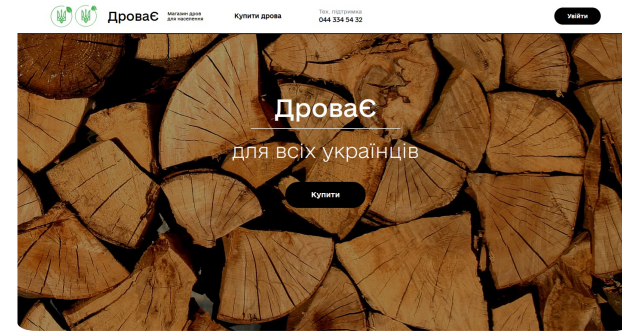 ДроваЄ
Магазин дров
для населення
Купити дрова
Тех. підтримка
044 334 54 32
Увійти
ДроваЄ
для всіх українців
Купити